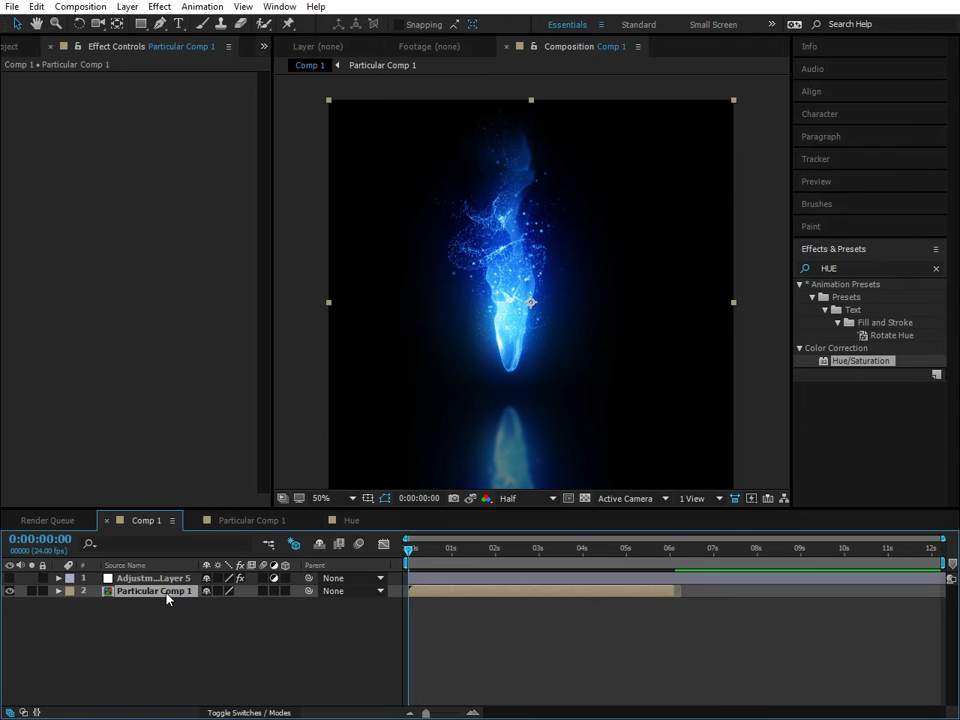 File Edit Composition Layer Effect Animation View Window Help
Snapping Essentials Standard Small Screen Search Help
oject Effect Controls Particular Comp 1 Layer (none) Footage (none) Composition Comp 1 Info
Comp 1 • Particular Comp 1 Comp 1 Particular Comp 1
Audio
Align
Character
Paragraph
Tracker
Preview
Brushes
Paint
Effects & Presets
HUE
* Animation Presets
Presets
Text
Fill and Stroke
Rotate Hue
Color Correction
Hue/Saturation
50% 0:00:00:00 Half Active Camera 1 View
Render Queue Comp 1 Particular Comp 1 Hue
0:00:00:00
00000 (24.00 fps)
01s 02s 03s 04s 05s 06s 07s 08s 09s 10s 11s 12s
# Source Name fx Parent
1 Adjustm...Layer 5 fx None
2 Particular Comp 1 None
Toggle Switches / Modes